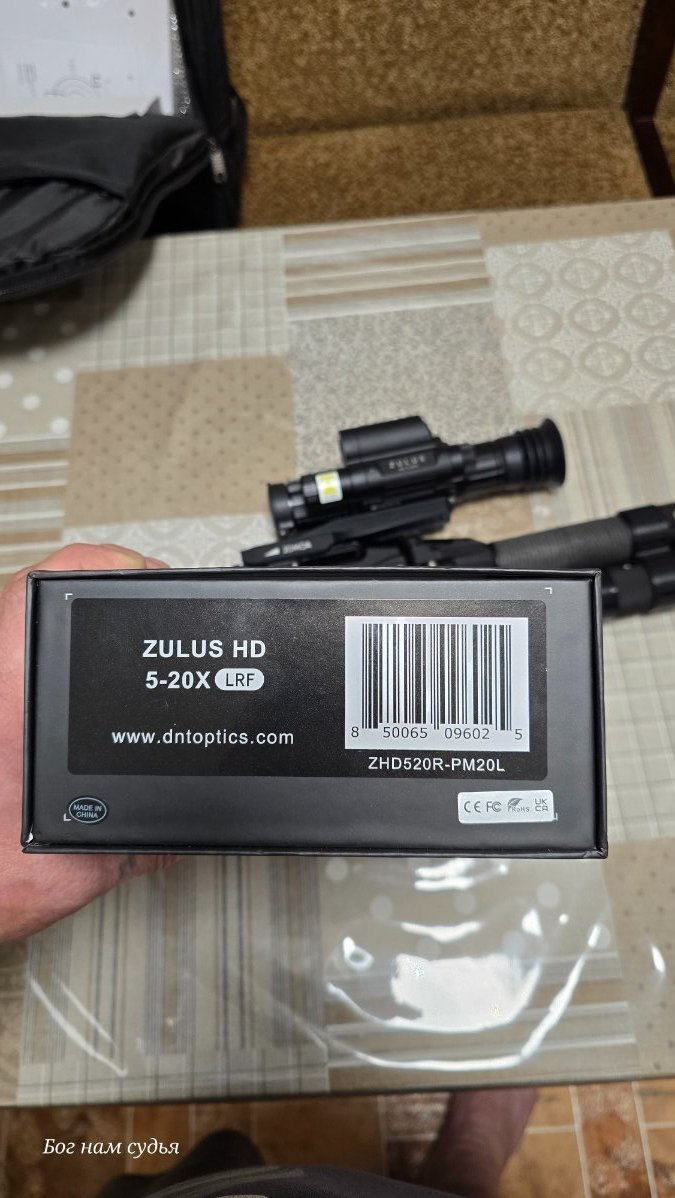 ZULUS
ZULUS HD
5-20X LRF
www.dntoptics.com
8 50065 09602 5
ZHD520R-PM20L
MADE IN
CHINA
CE FC RoHS UK
CA
Бог нам судья